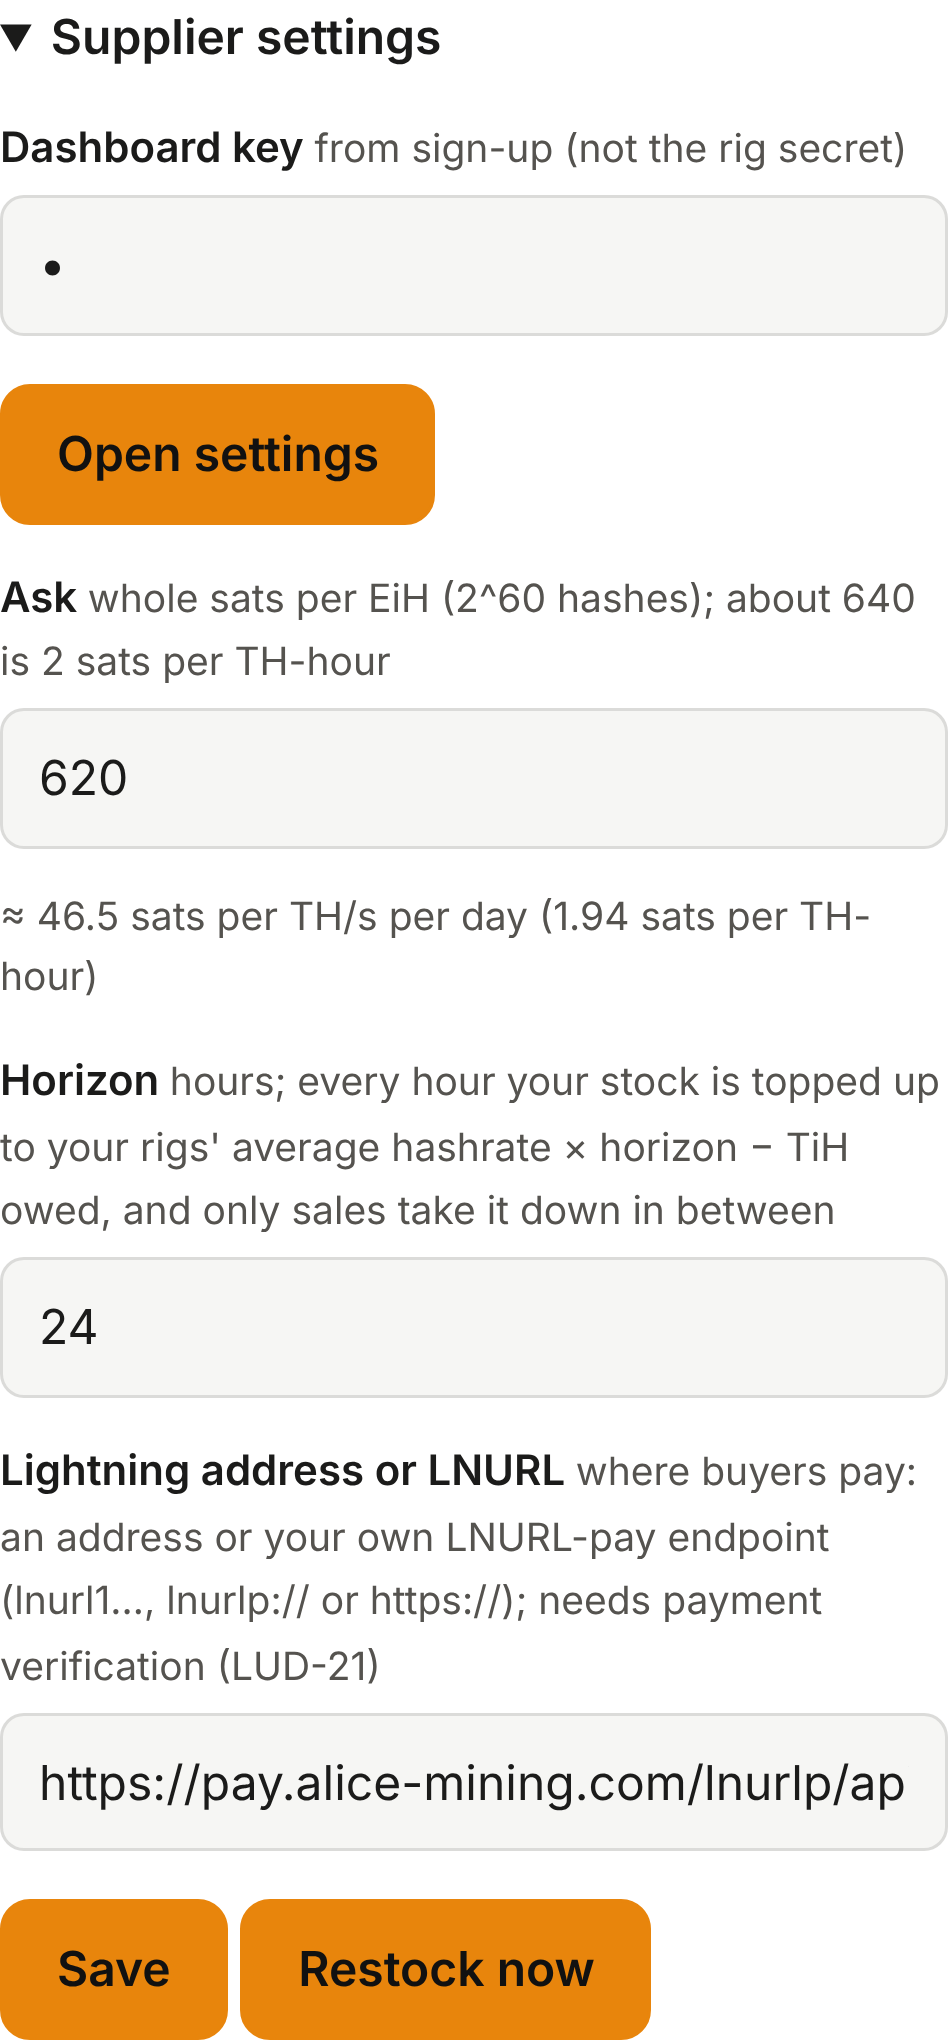 ▼ Supplier settings
Dashboard key from sign-up (not the rig secret)
•
Open settings
Ask whole sats per EiH (2^60 hashes); about 640
is 2 sats per TH-hour
620
≈ 46.5 sats per TH/s per day (1.94 sats per TH-
hour)
Horizon hours; every hour your stock is topped up
to your rigs' average hashrate × horizon − TiH
owed, and only sales take it down in between
24
Lightning address or LNURL where buyers pay:
an address or your own LNURL-pay endpoint
(lnurl1…, lnurlp:// or https://); needs payment
verification (LUD-21)
https://pay.alice-mining.com/lnurlp/ap
Save Restock now